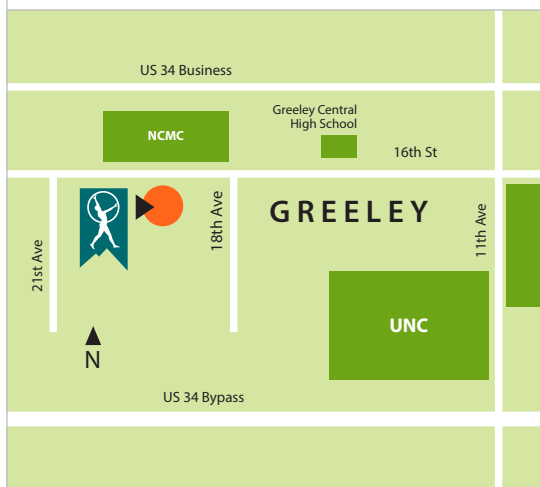 US 34 Business
Greeley Central
High School
NCMC
16th St
GREELEY
21st Ave
18th Ave
11th Ave
UNC
N
US 34 Bypass